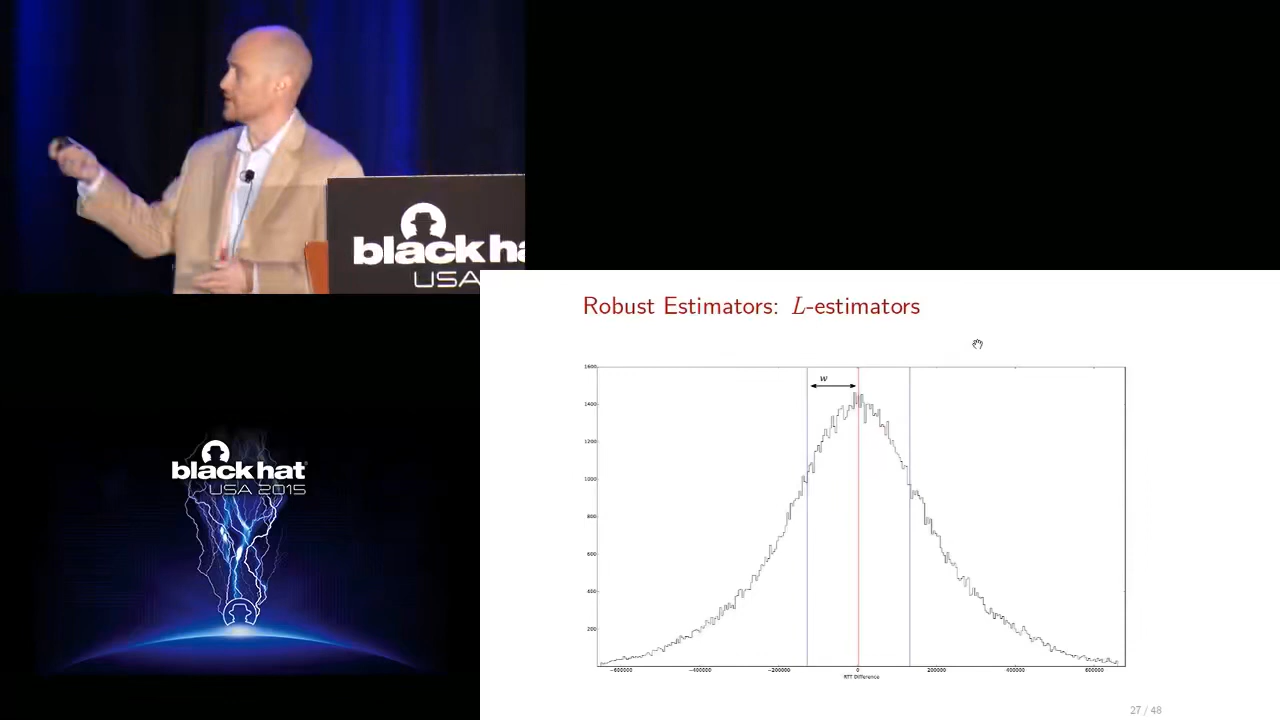 black ha
USA
Robust Estimators: L-estimators
w
1600
1400
1200
1000
800
600
400
200
−600000 −400000 −200000 0 200000 400000 600000
RTT Difference
black hat
USA 2015
27 / 48